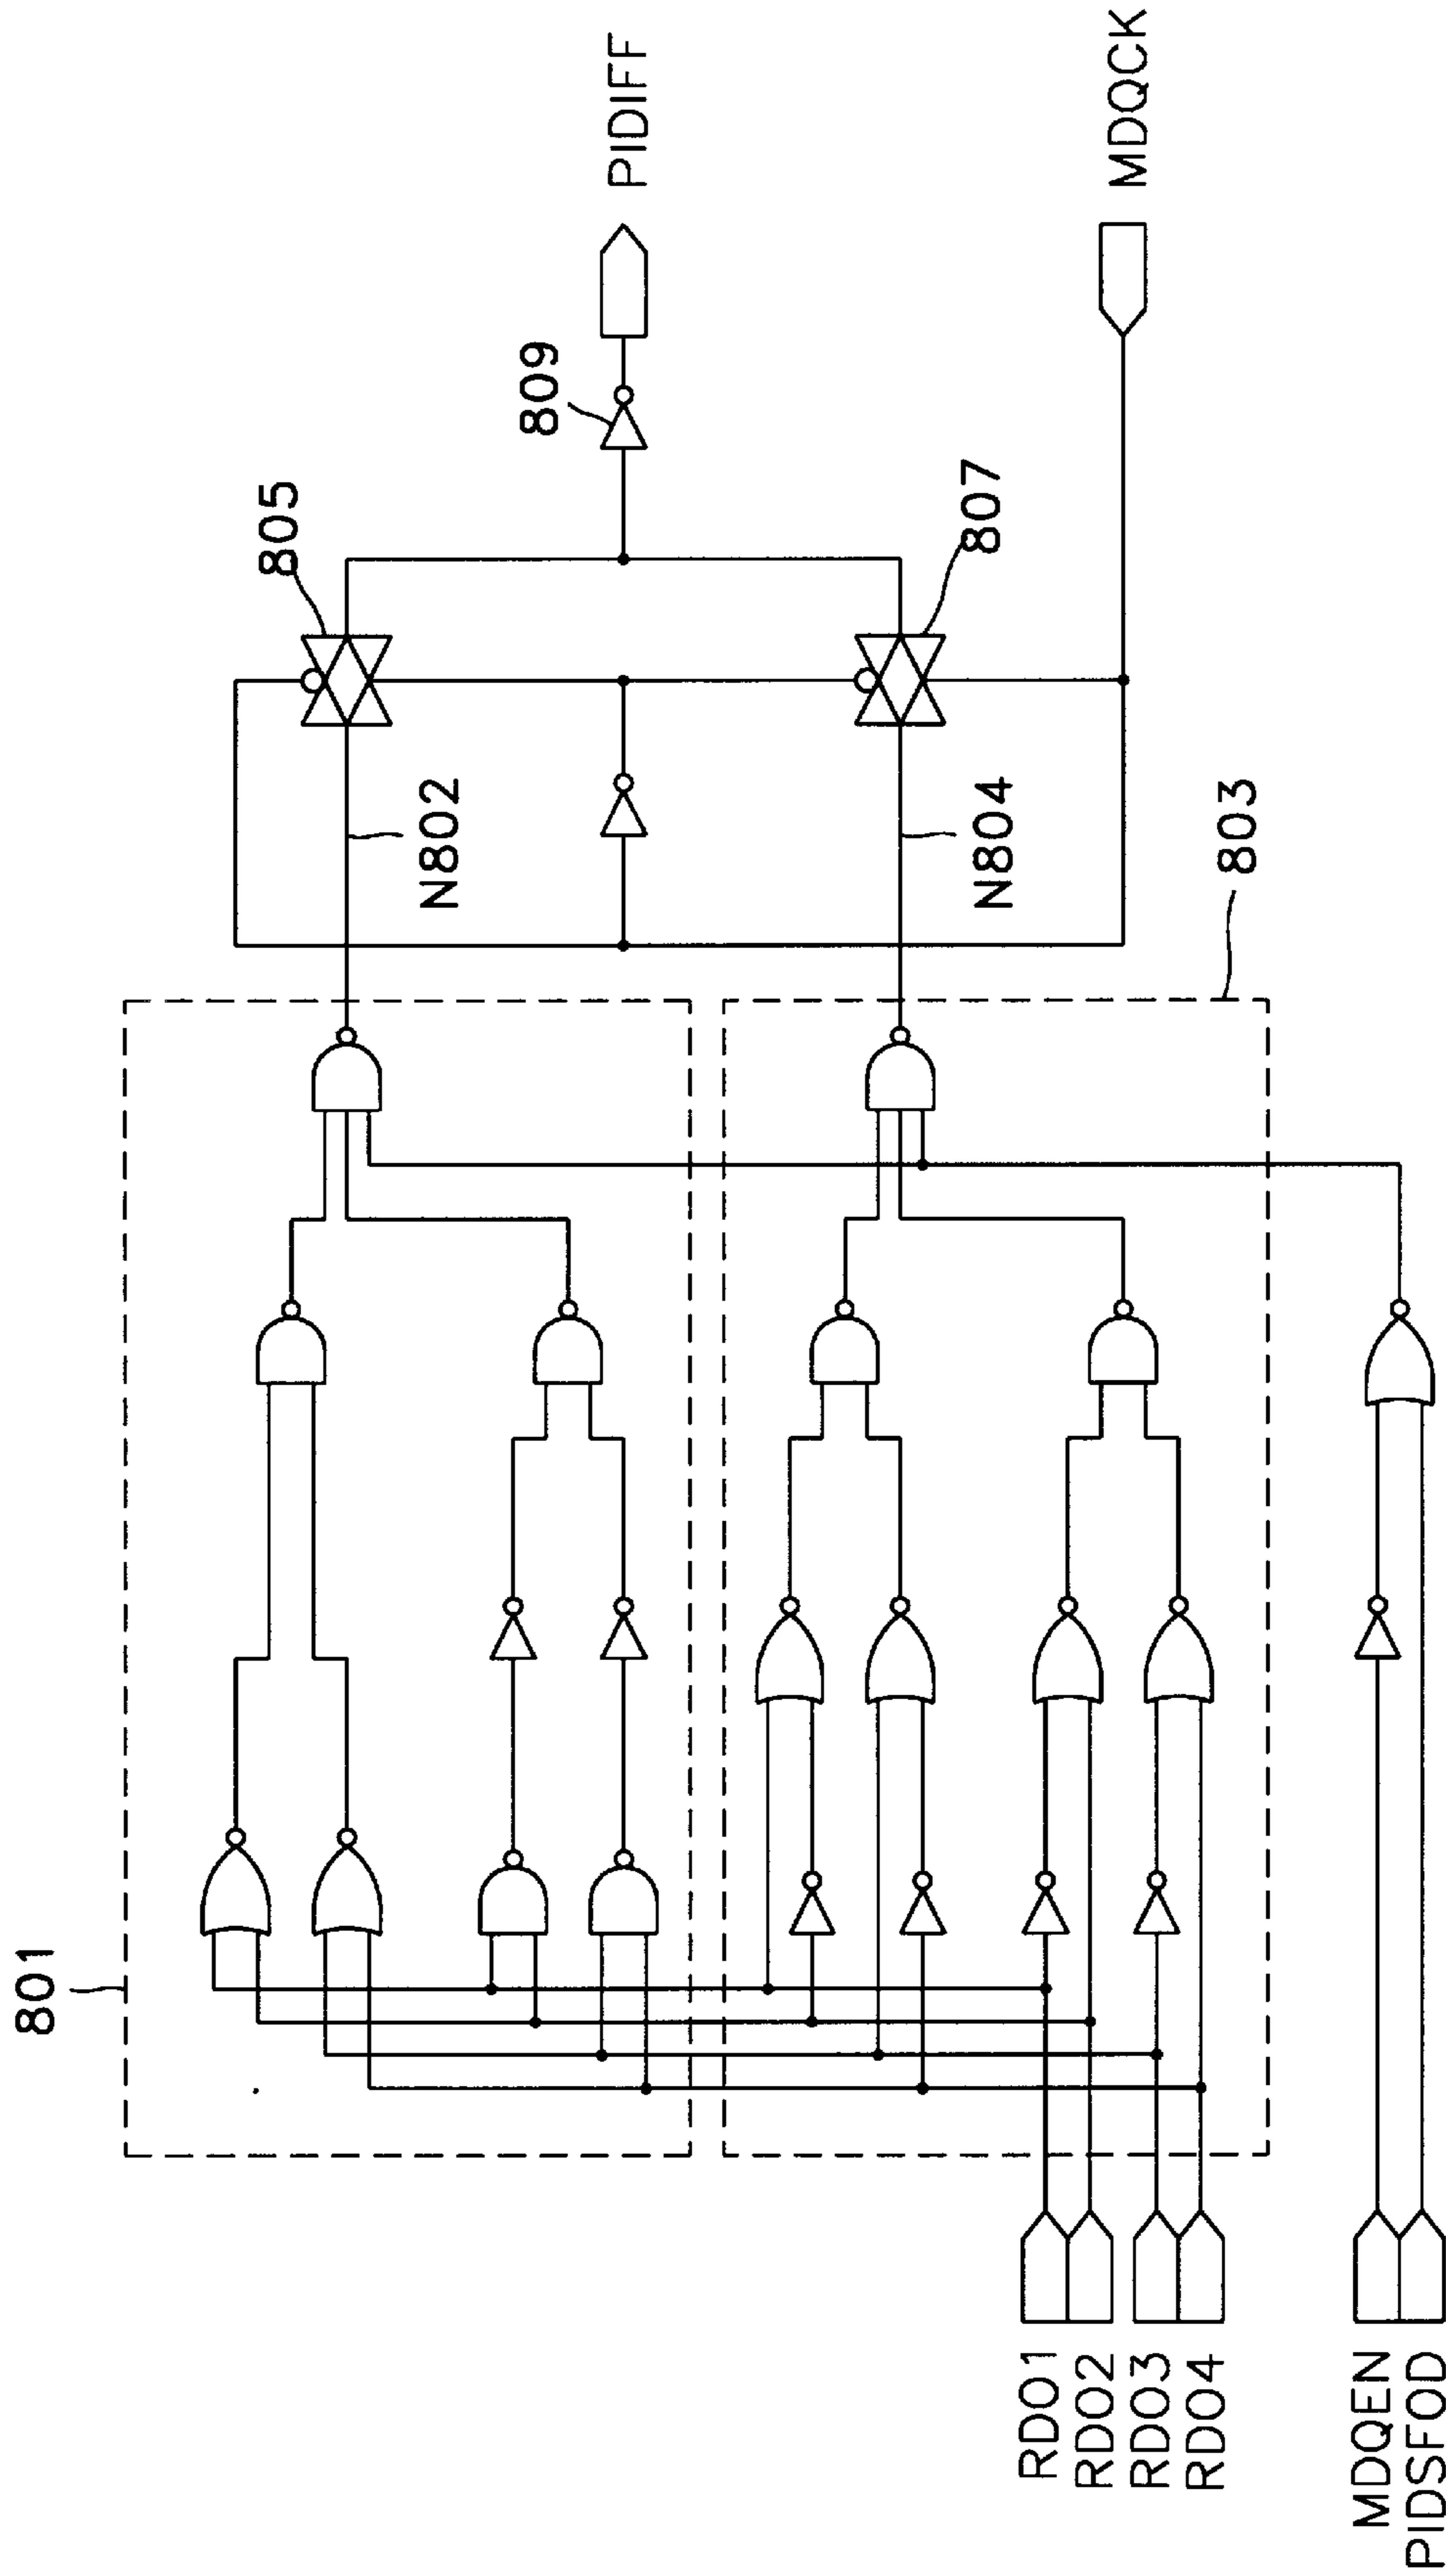 PIDIFF
MDQCK
809
805
807
N802
N804
803
801
RDO1
RDO2
RDO3
RDO4
MDQEN
PIDSFOD